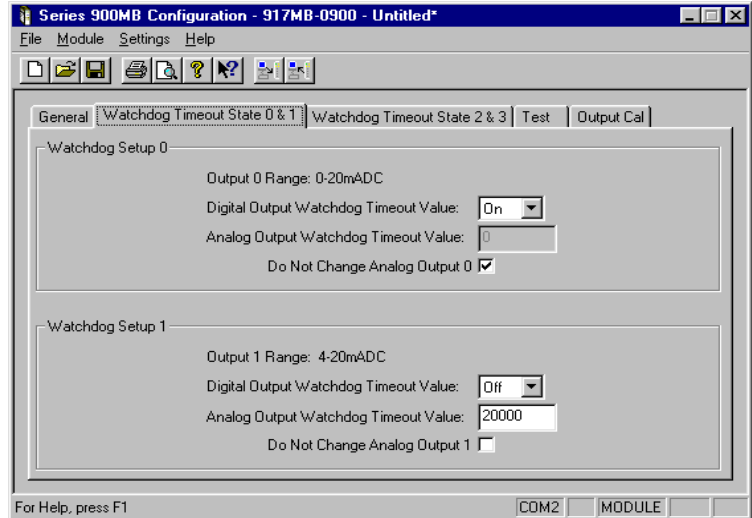 Series 900MB Configuration - 917MB-0900 - Untitled*
File Module Settings Help
General Watchdog Timeout State 0 & 1 Watchdog Timeout State 2 & 3 Test Output Cal
Watchdog Setup 0
Output 0 Range: 0-20mADC
Digital Output Watchdog Timeout Value: On
Analog Output Watchdog Timeout Value: 0
Do Not Change Analog Output 0
Watchdog Setup 1
Output 1 Range: 4-20mADC
Digital Output Watchdog Timeout Value: Off
Analog Output Watchdog Timeout Value: 20000
Do Not Change Analog Output 1
For Help, press F1 COM2 MODULE